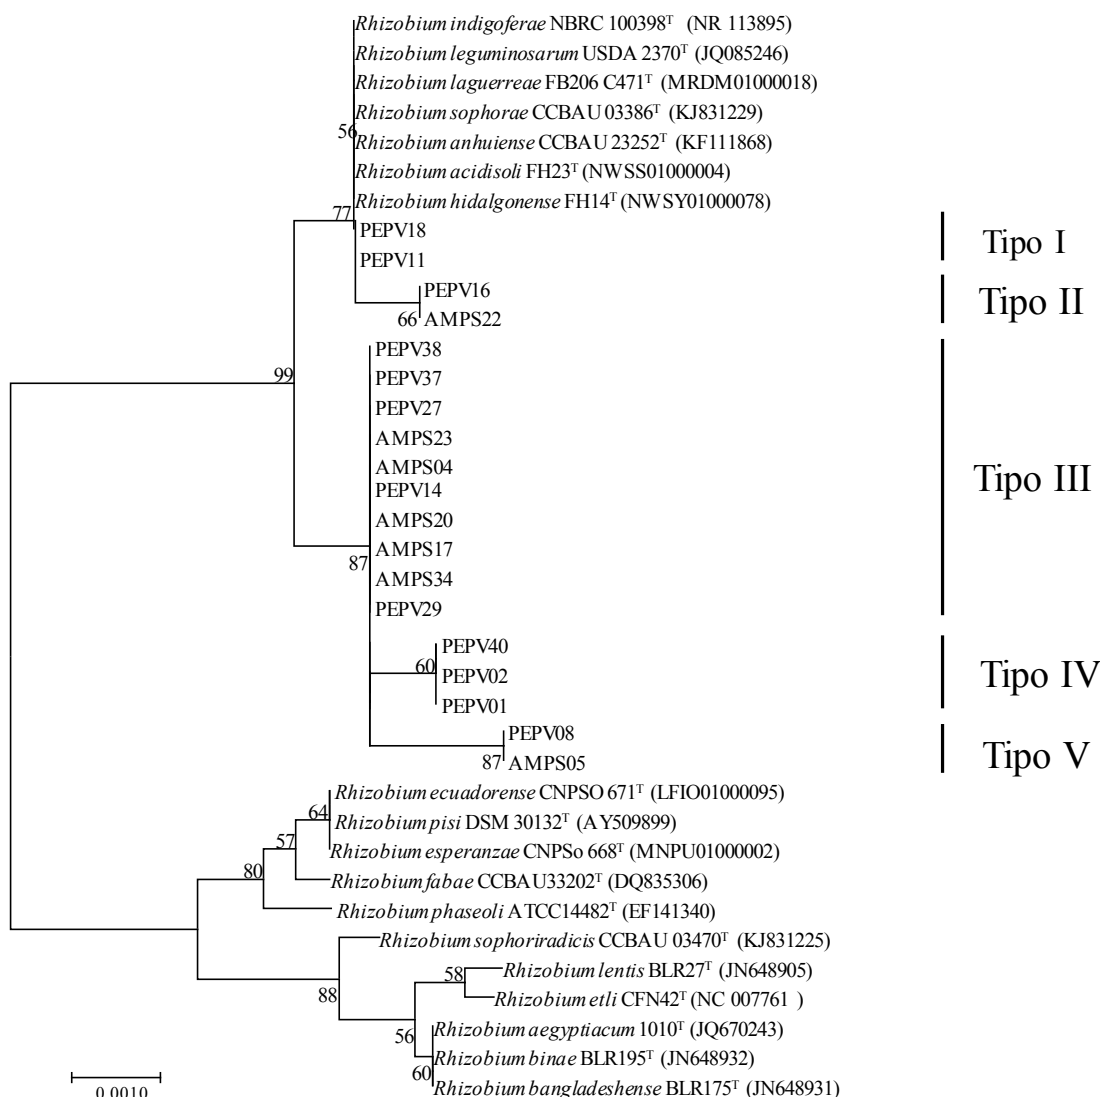 Rhizobium indigoferae NBRC 100398T (NR 113895)
Rhizobium leguminosarum USDA 2370T (JQ085246)
Rhizobium laguerreae FB206 C471T (MRDM01000018)
Rhizobium sophorae CCBAU 03386T (KJ831229)
56
Rhizobium anhuiense CCBAU 23252T (KF111868)
Rhizobium acidisoli FH23T (NWSS01000004)
Rhizobium hidalgonense FH14T (NWSY01000078)
77
PEPV18
Tipo I
PEPV11
PEPV16
Tipo II
66 AMPS22
PEPV38
99
PEPV37
PEPV27
AMPS23
AMPS04
Tipo III
PEPV14
AMPS20
AMPS17
87
AMPS34
PEPV29
PEPV40
60
PEPV02
Tipo IV
PEPV01
PEPV08
Tipo V
87 AMPS05
Rhizobium ecuadorense CNPSO 671T (LFIO01000095)
64
Rhizobium pisi DSM 30132T (AY509899)
57
Rhizobium esperanzae CNPSo 668T (MNPU01000002)
80
Rhizobium fabae CCBAU33202T (DQ835306)
Rhizobium phaseoli ATCC14482T (EF141340)
Rhizobium sophoriradicis CCBAU 03470T (KJ831225)
58
Rhizobium lentis BLR27T (JN648905)
88
Rhizobium etli CFN42T (NC 007761 )
56
Rhizobium aegyptiacum 1010T (JQ670243)
Rhizobium binae BLR195T (JN648932)
60
Rhizobium bangladeshense BLR175T (JN648931)
0.0010